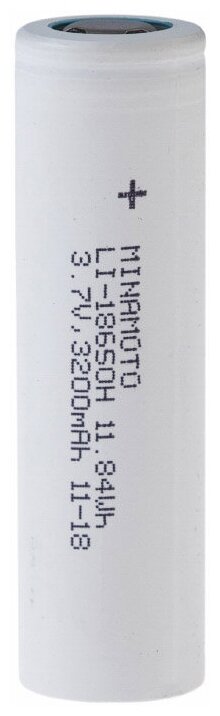 +
MINAMOTO
LI-18650H 11.84Wh
3.7V,3200mAh 11-18